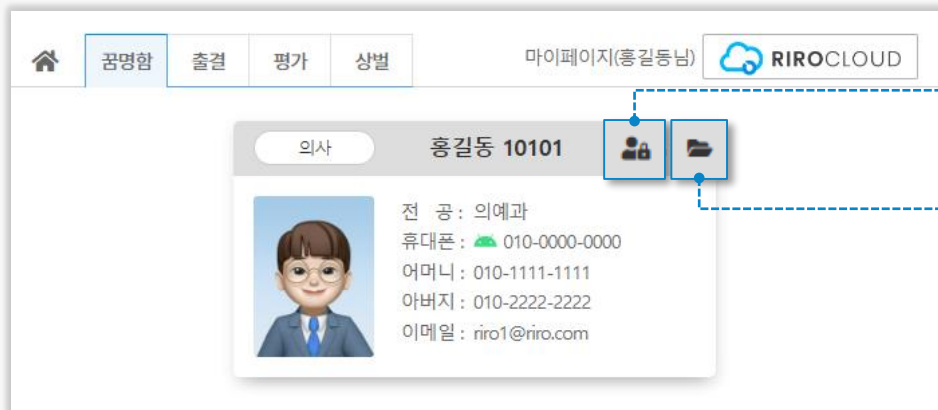 꿈명함 출결 평가 상벌 마이페이지(홍길동님) RIROCLOUD
의사 홍길동 10101
전 공 : 의예과
휴대폰 : 010-0000-0000
어머니 : 010-1111-1111
아버지 : 010-2222-2222
이메일 : riro1@riro.com